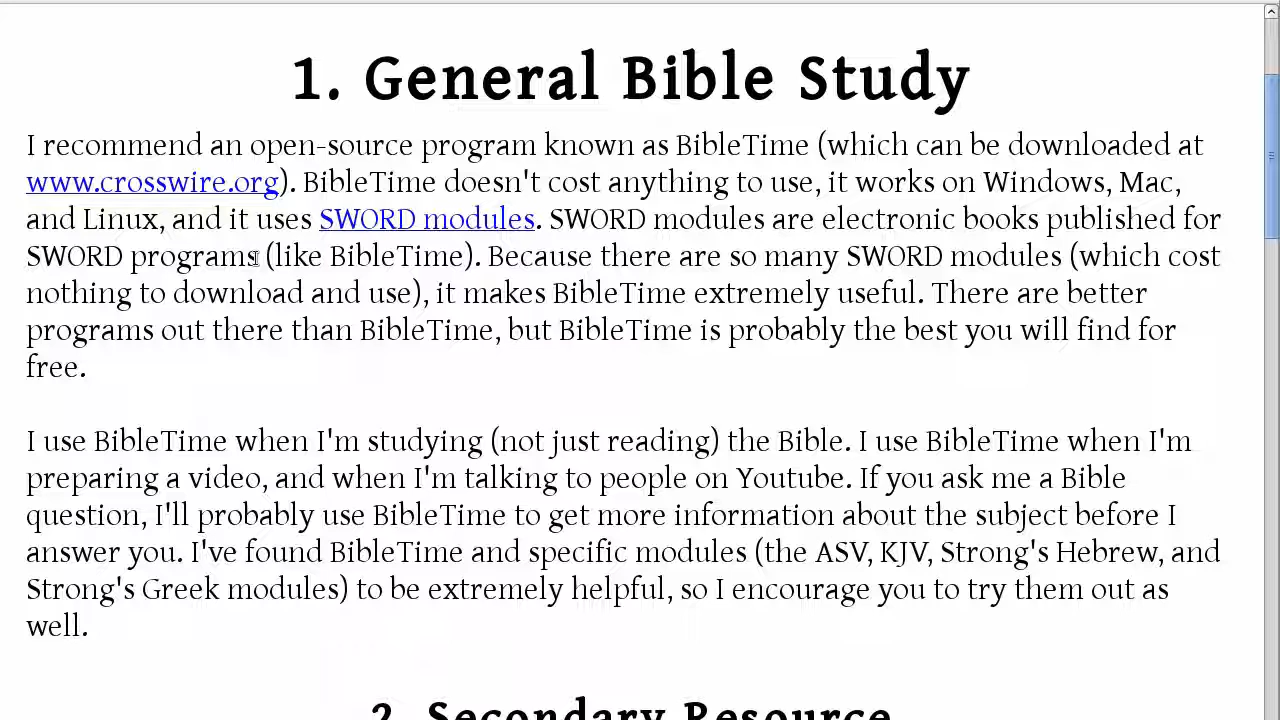 1. General Bible Study
I recommend an open-source program known as BibleTime (which can be downloaded at
www.crosswire.org). BibleTime doesn't cost anything to use, it works on Windows, Mac,
and Linux, and it uses SWORD modules. SWORD modules are electronic books published for
SWORD programs (like BibleTime). Because there are so many SWORD modules (which cost
nothing to download and use), it makes BibleTime extremely useful. There are better
programs out there than BibleTime, but BibleTime is probably the best you will find for
free.
I use BibleTime when I'm studying (not just reading) the Bible. I use BibleTime when I'm
preparing a video, and when I'm talking to people on Youtube. If you ask me a Bible
question, I'll probably use BibleTime to get more information about the subject before I
answer you. I've found BibleTime and specific modules (the ASV, KJV, Strong's Hebrew, and
Strong's Greek modules) to be extremely helpful, so I encourage you to try them out as
well.
2. Secondary Resource